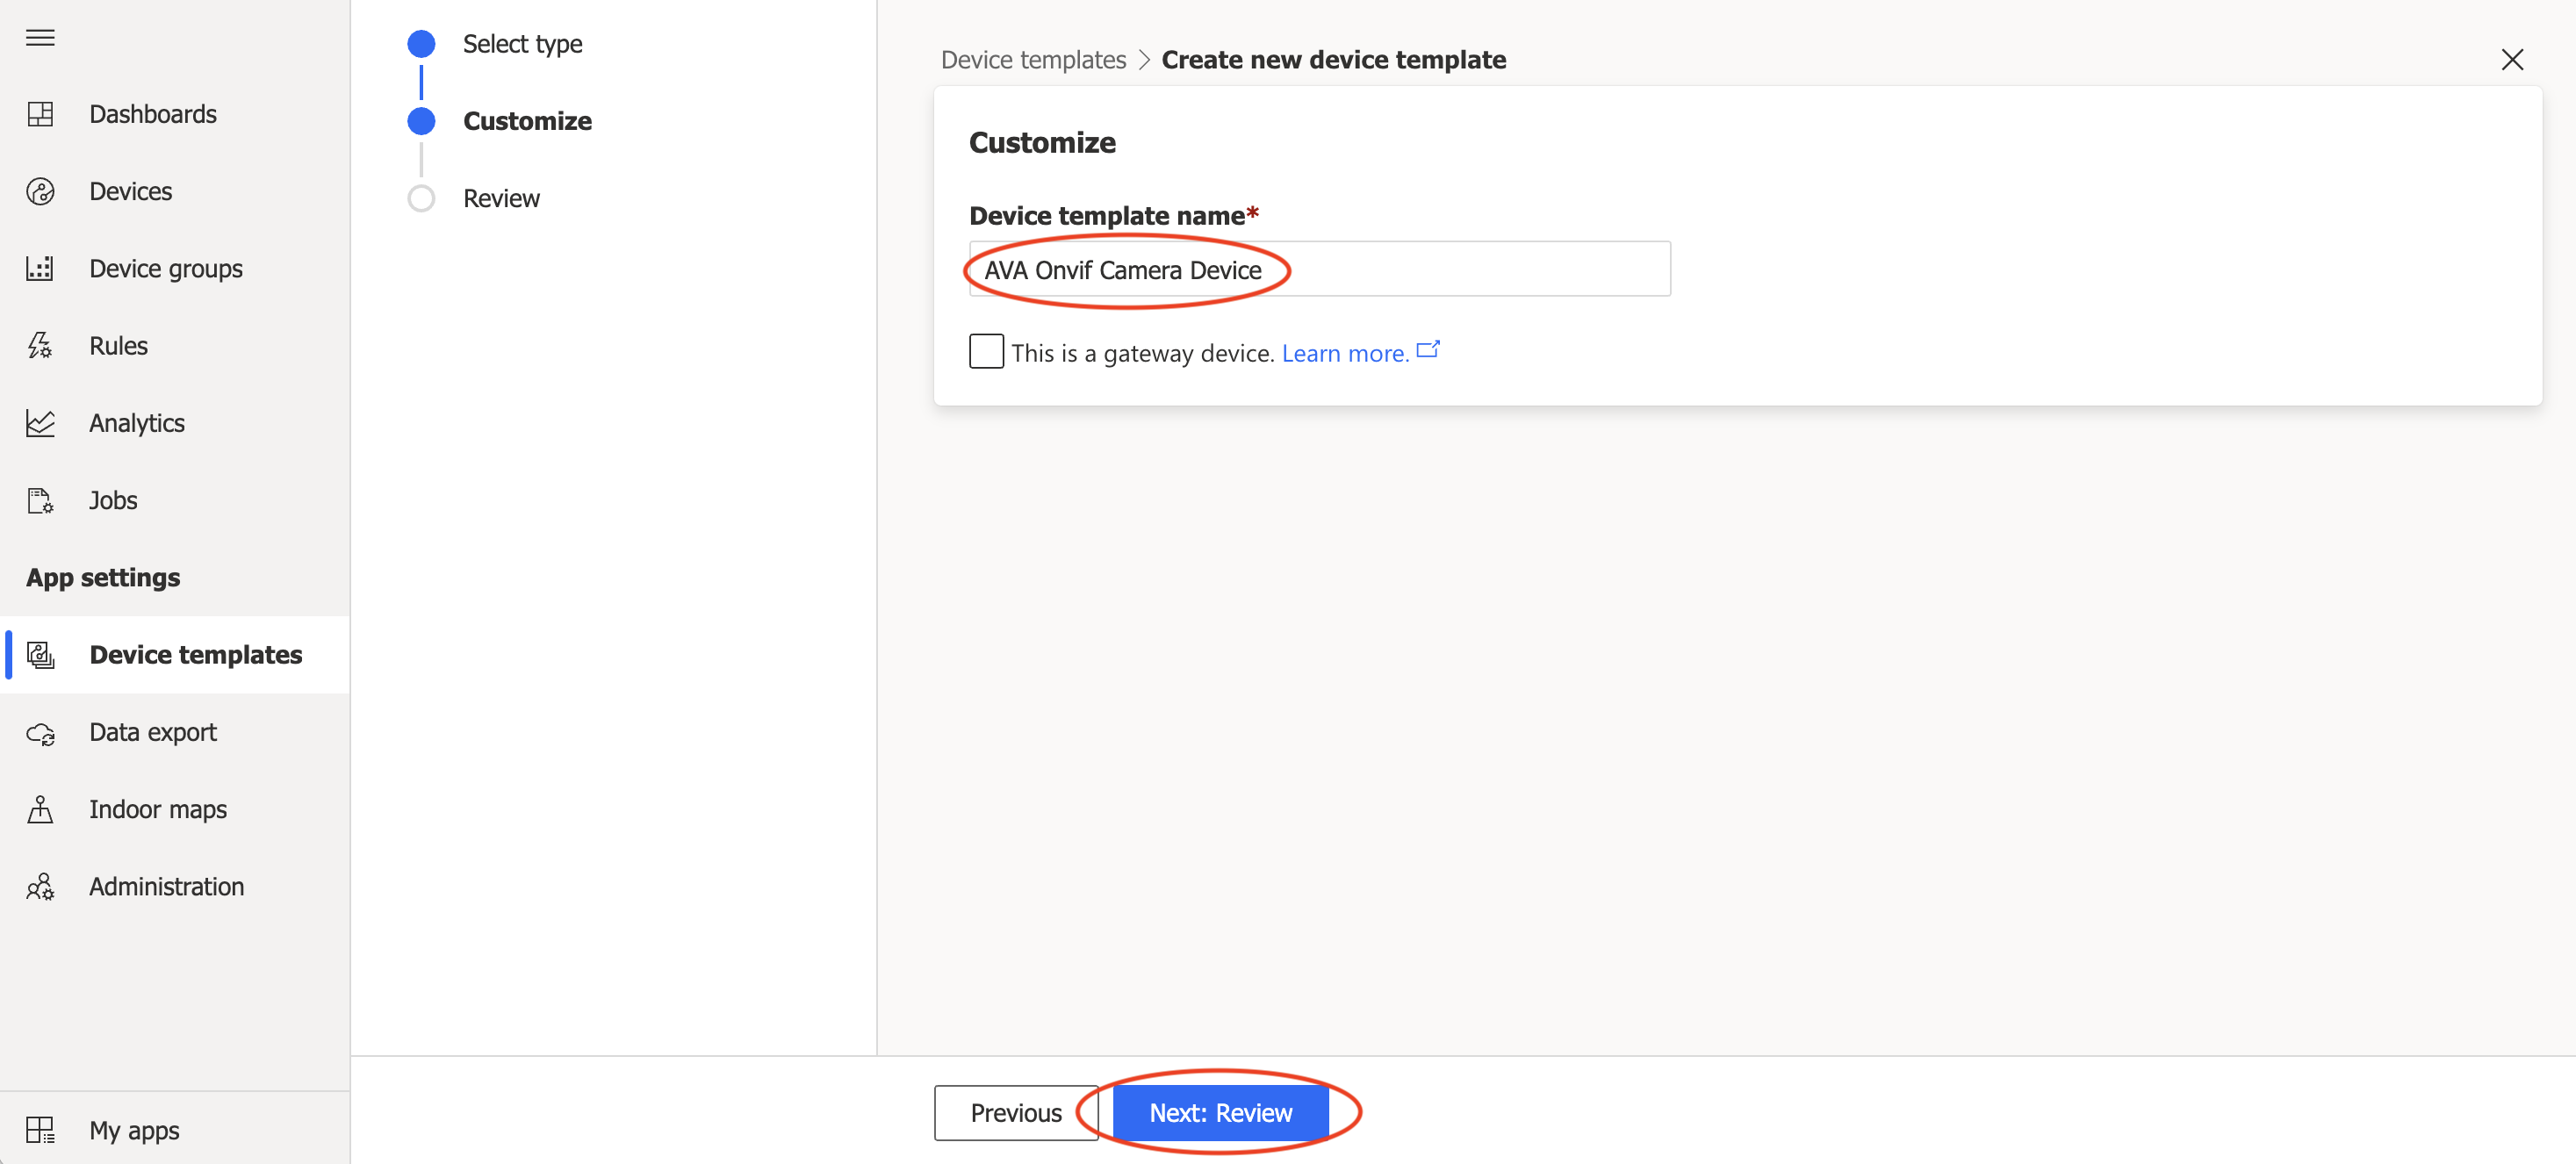 Dashboards
Devices
Device groups
Rules
Analytics
Jobs
App settings
Device templates
Data export
Indoor maps
Administration
My apps
Select type
Customize
Review
Device templates > Create new device template
Customize
Device template name*
AVA Onvif Camera Device
This is a gateway device. Learn more.
Previous
Next: Review